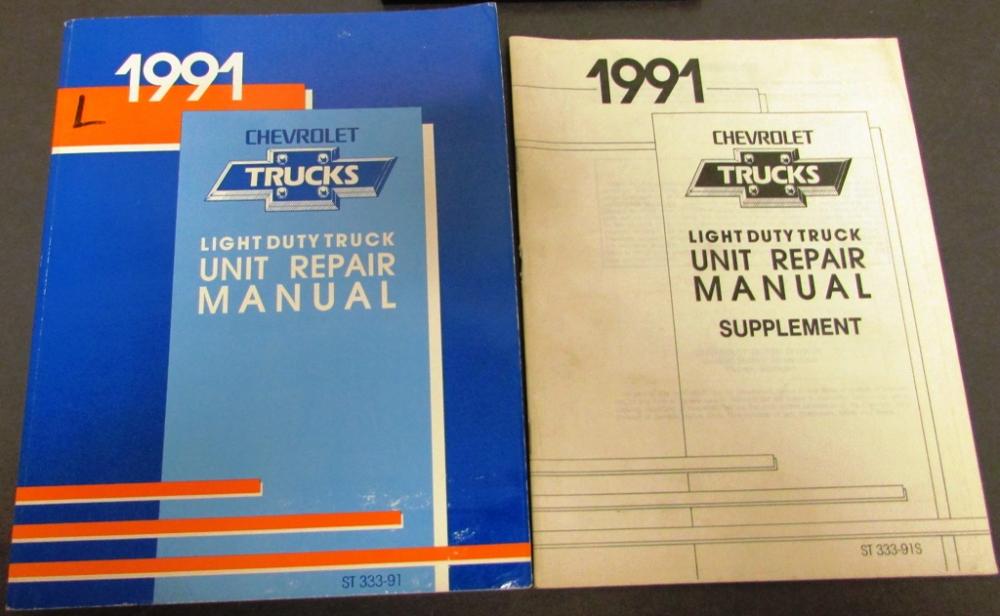 1991
L
CHEVROLET
TRUCKS
LIGHT DUTY TRUCK
UNIT REPAIR
MANUAL
ST 333-91
1991
CHEVROLET
TRUCKS
LIGHT DUTY TRUCK
UNIT REPAIR
MANUAL
SUPPLEMENT
ST 333-91S